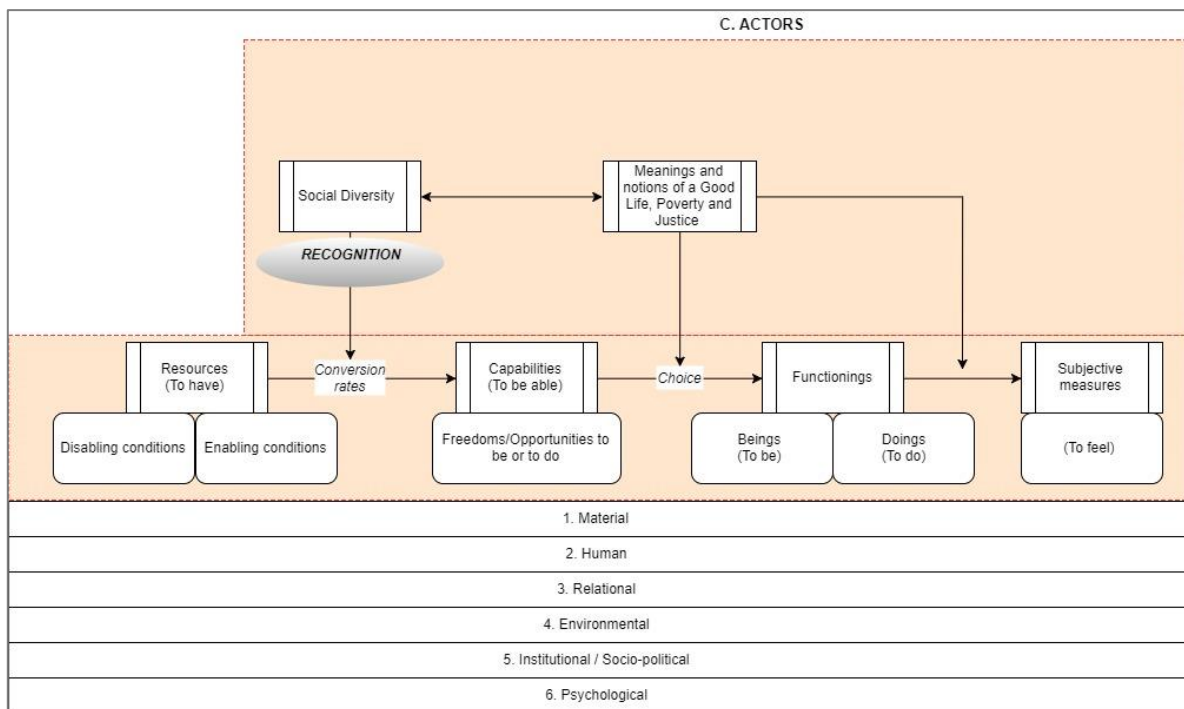 C. ACTORS
Social Diversity
Meanings and
notions of a Good
Life, Poverty and
Justice
RECOGNITION
Resources
(To have)
Conversion
rates
Capabilities
(To be able)
Choice
Functionings
Subjective
measures
Disabling conditions
Enabling conditions
Freedoms/Opportunities to
be or to do
Beings
(To be)
Doings
(To do)
(To feel)
1. Material
2. Human
3. Relational
4. Environmental
5. Institutional / Socio-political
6. Psychological